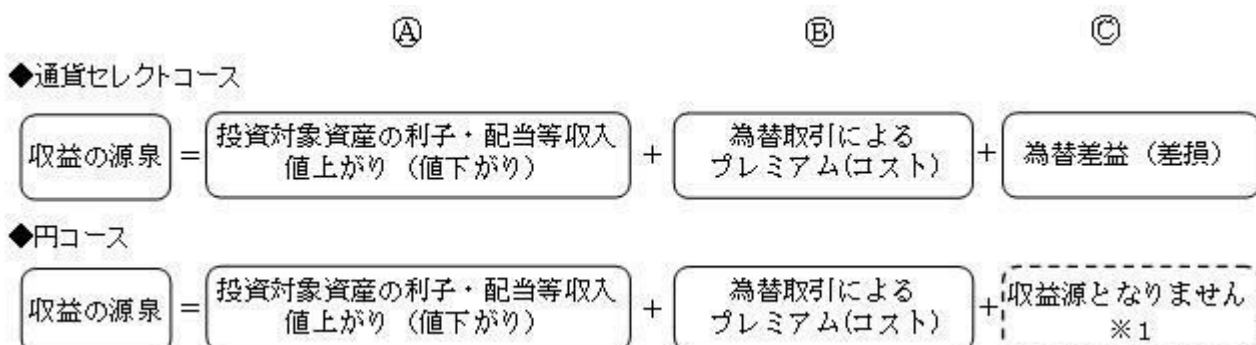 Ⓐ Ⓑ Ⓒ
◆通貨セレクトコース
収益の源泉 = 投資対象資産の利子・配当等収入 値上がり（値下がり） + 為替取引による プレミアム(コスト) + 為替差益（差損）
◆円コース
収益の源泉 = 投資対象資産の利子・配当等収入 値上がり（値下がり） + 為替取引による プレミアム(コスト) + 収益源となりません ※1